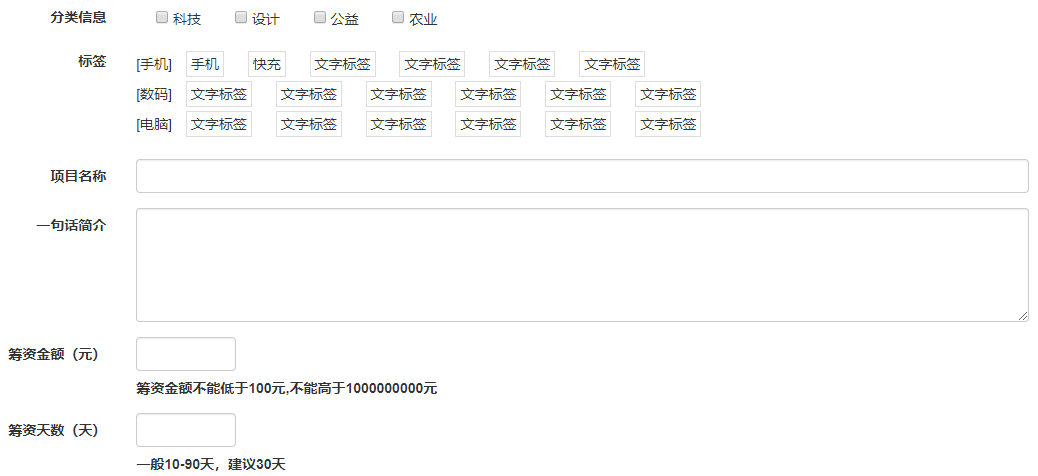 分类信息 科技 设计 公益 农业
标签 [手机] 手机 快充 文字标签 文字标签 文字标签 文字标签
[数码] 文字标签 文字标签 文字标签 文字标签 文字标签 文字标签
[电脑] 文字标签 文字标签 文字标签 文字标签 文字标签 文字标签
项目名称
一句话简介
筹资金额（元）
筹资金额不能低于100元,不能高于1000000000元
筹资天数（天）
一般10-90天，建议30天